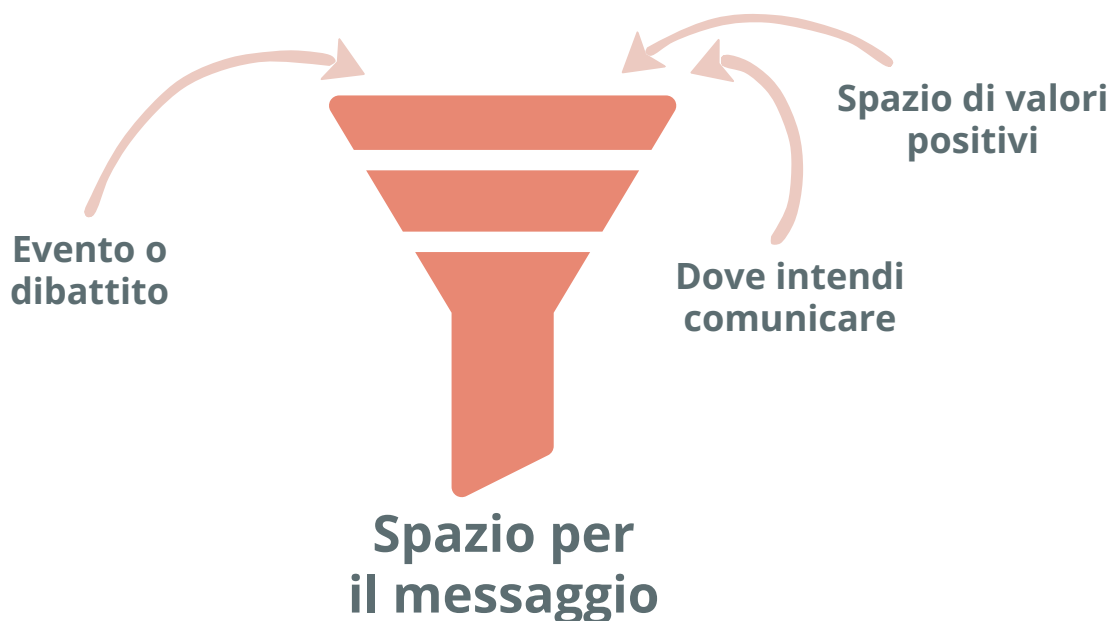 Spazio di valori
positivi
Evento o
dibattito
Dove intendi
comunicare
Spazio per
il messaggio